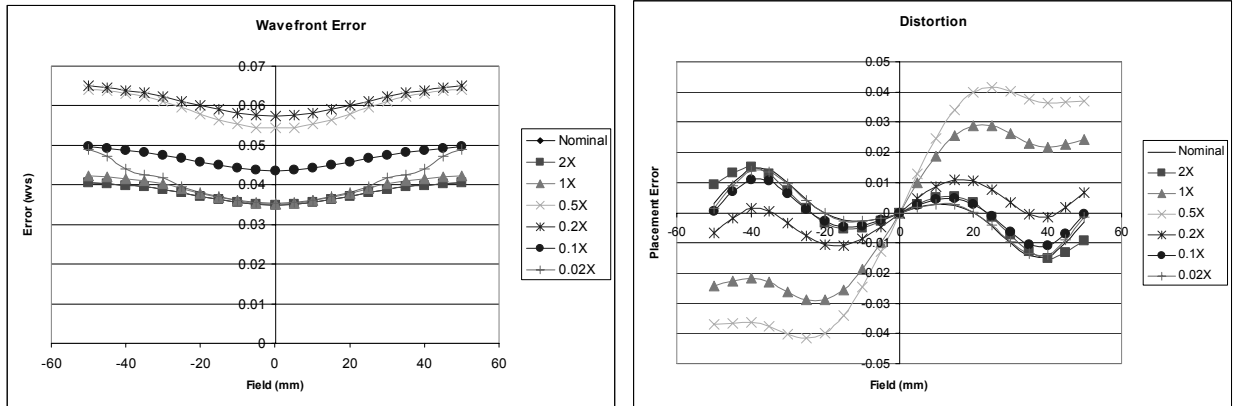 Wavefront Error
0.07
0.06
0.05
0.04
0.03
0.02
0.01
0
-60
-40
-20
0
20
40
60
Error (wvs)
Field (mm)
Nominal
2X
1X
0.5X
0.2X
0.1X
0.02X
Distortion
0.05
0.04
0.03
0.02
0.01
0.00
-0.01
-0.02
-0.03
-0.04
-0.05
-60
-40
-20
0
20
40
60
Placement Error
Field (mm)
Nominal
2X
1X
0.5X
0.2X
0.1X
0.02X